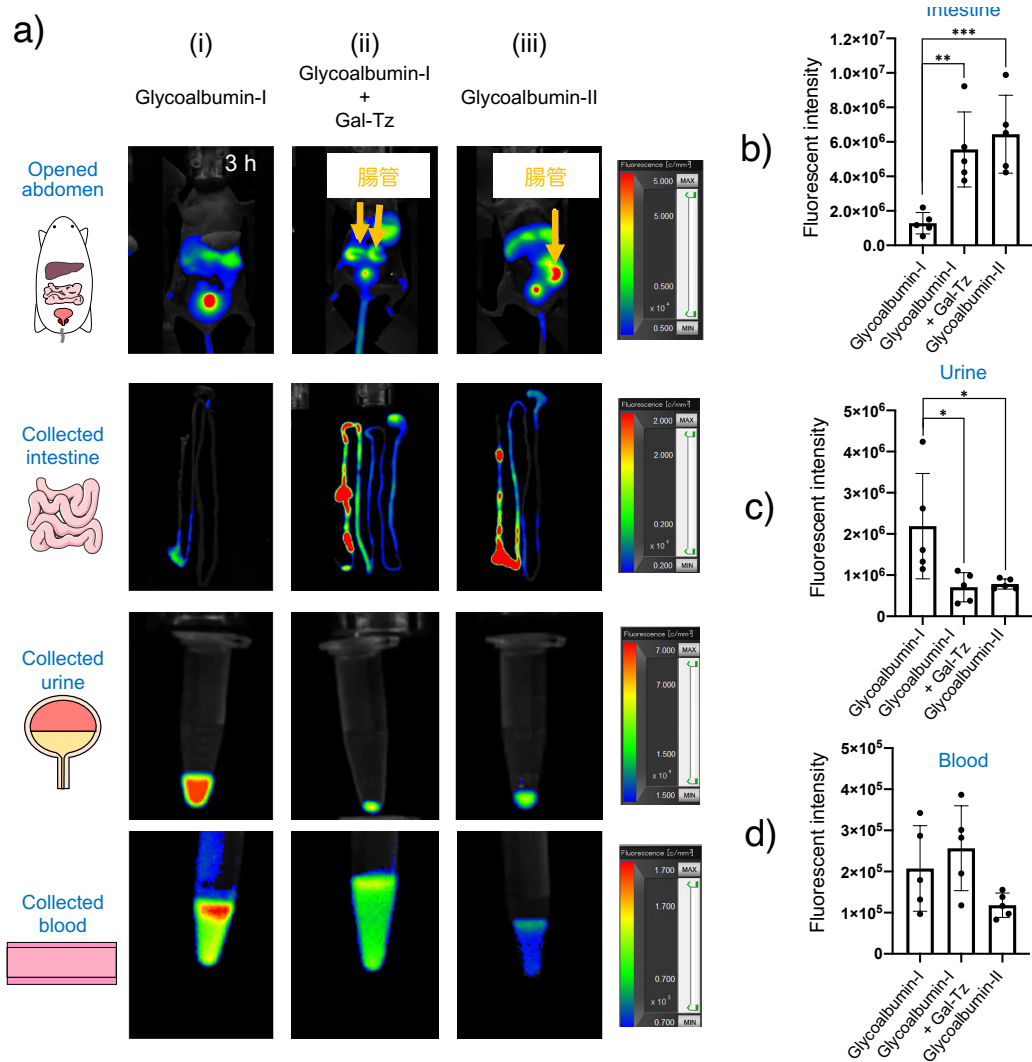 a)
(i)
(ii)
(iii)
Glycoalbumin-I
Glycoalbumin-I
+
Gal-Tz
Glycoalbumin-II
Opened
abdomen
3 h
腸管
腸管
Fluorescence [c/mm²]
5.000
MAX
5.000
0.500
x 10⁴
MIN
0.500
Collected
intestine
Fluorescence [c/mm²]
2.000
MAX
2.000
0.200
x 10⁴
MIN
0.200
Collected
urine
Fluorescence [c/mm²]
7.000
MAX
7.000
1.500
x 10⁴
MIN
1.500
Collected
blood
Fluorescence [c/mm²]
1.700
MAX
1.700
0.700
x 10³
MIN
0.700
b)
Intestine
Fluorescent intensity
1.2×10⁷
1.0×10⁷
8.0×10⁶
6.0×10⁶
4.0×10⁶
2.0×10⁶
0.0
***
**
Glycoalbumin-I
Glycoalbumin-I
+ Gal-Tz
Glycoalbumin-II
c)
Urine
Fluorescent intensity
5×10⁶
4×10⁶
3×10⁶
2×10⁶
1×10⁶
0
*
*
Glycoalbumin-I
Glycoalbumin-I
+ Gal-Tz
Glycoalbumin-II
d)
Blood
Fluorescent intensity
5×10⁵
4×10⁵
3×10⁵
2×10⁵
1×10⁵
0
Glycoalbumin-I
Glycoalbumin-I
+ Gal-Tz
Glycoalbumin-II